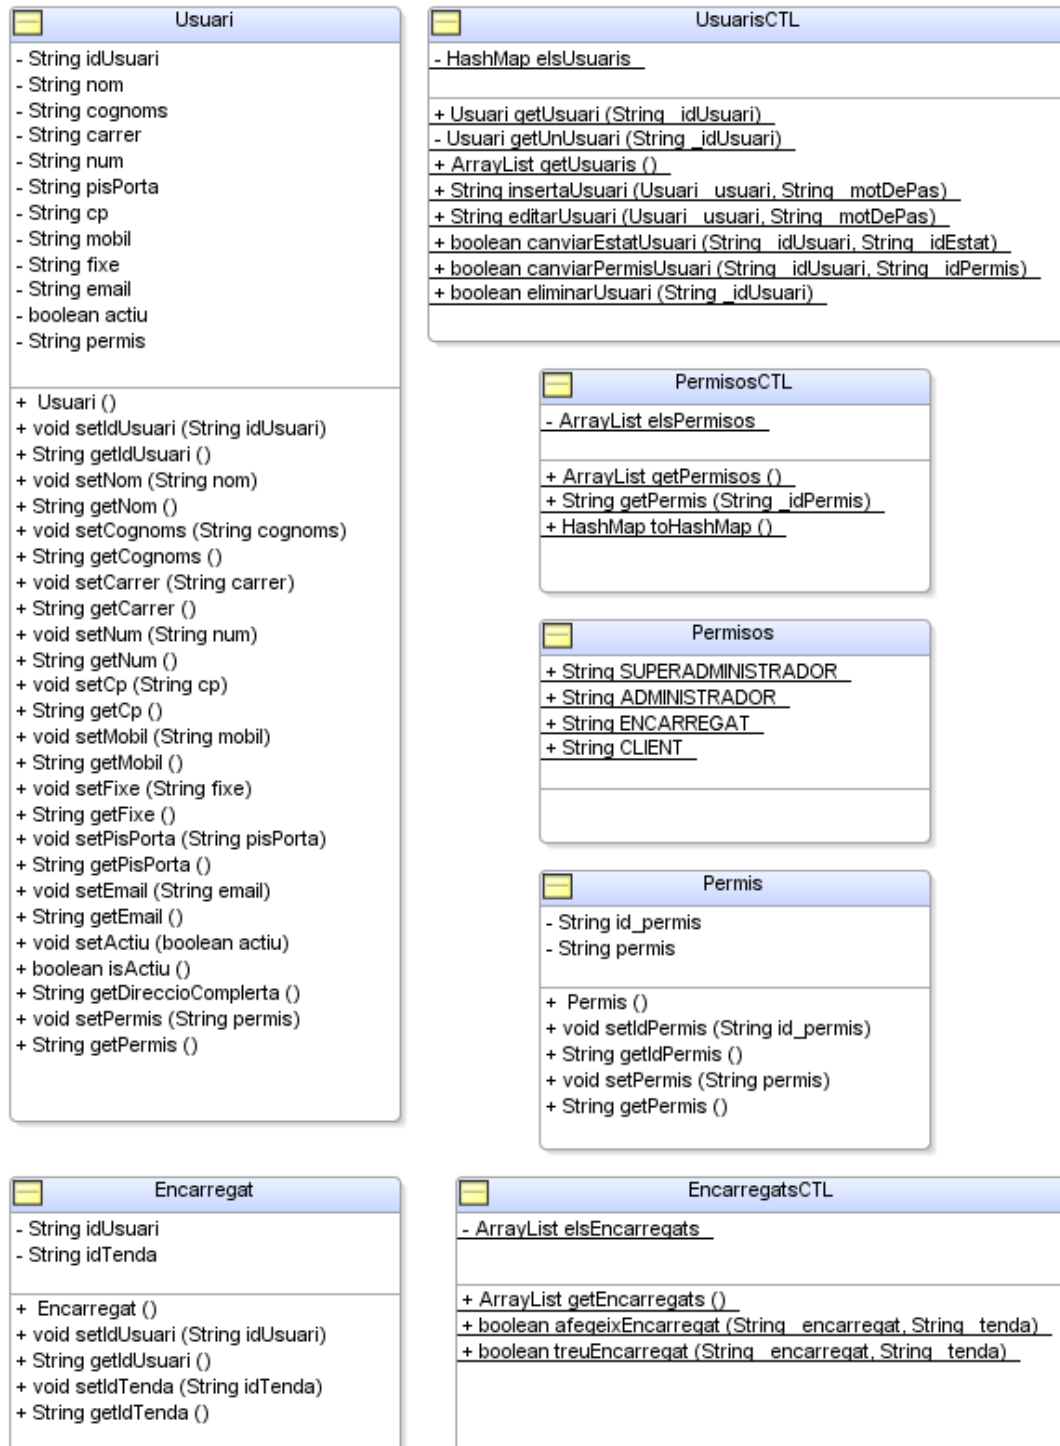 Usuari
- String idUsuari
- String nom
- String cognoms
- String carrer
- String num
- String pisPorta
- String cp
- String mobil
- String fixe
- String email
- boolean actiu
- String permis
+ Usuari ()
+ void setIdUsuari (String idUsuari)
+ String getIdUsuari ()
+ void setNom (String nom)
+ String getNom ()
+ void setCognoms (String cognoms)
+ String getCognoms ()
+ void setCarrer (String carrer)
+ String getCarrer ()
+ void setNum (String num)
+ String getNum ()
+ void setCp (String cp)
+ String getCp ()
+ void setMobil (String mobil)
+ String getMobil ()
+ void setFixe (String fixe)
+ String getFixe ()
+ void setPisPorta (String pisPorta)
+ String getPisPorta ()
+ void setEmail (String email)
+ String getEmail ()
+ void setActiu (boolean actiu)
+ boolean isActiu ()
+ String getDireccioComplerta ()
+ void setPermis (String permis)
+ String getPermis ()
UsuarisCTL
- HashMap elsUsuaris
+ Usuari getUsuari (String _idUsuari)
- Usuari getUnUsuari (String _idUsuari)
+ ArrayList getUsuaris ()
+ String insertaUsuari (Usuari _usuari, String _motDePas)
+ String editarUsuari (Usuari _usuari, String _motDePas)
+ boolean canviarEstatUsuari (String _idUsuari, String _idEstat)
+ boolean canviarPermisUsuari (String _idUsuari, String _idPermis)
+ boolean eliminarUsuari (String _idUsuari)
PermisosCTL
- ArrayList elsPermisos
+ ArrayList getPermisos ()
+ String getPermis (String _idPermis)
+ HashMap toHashMap ()
Permisos
+ String SUPERADMINISTRADOR
+ String ADMINISTRADOR
+ String ENCARREGAT
+ String CLIENT
Permis
- String id_permis
- String permis
+ Permis ()
+ void setIdPermis (String id_permis)
+ String getIdPermis ()
+ void setPermis (String permis)
+ String getPermis ()
Encarregat
- String idUsuari
- String idTenda
+ Encarregat ()
+ void setIdUsuari (String idUsuari)
+ String getIdUsuari ()
+ void setIdTenda (String idTenda)
+ String getIdTenda ()
EncarregatsCTL
- ArrayList elsEncarregats
+ ArrayList getEncarregats ()
+ boolean afegeixEncarregat (String _encarregat, String _tenda)
+ boolean treuEncarregat (String _encarregat, String _tenda)